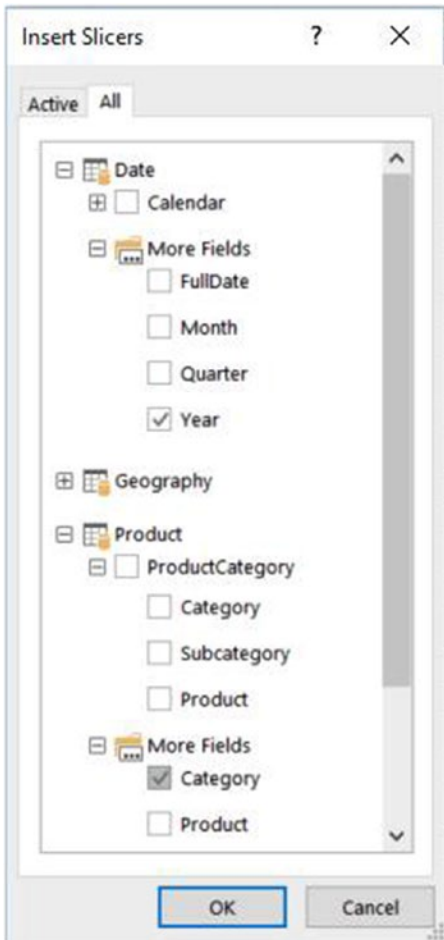 Insert Slicers ? ×
Active All
Date
Calendar
More Fields
FullDate
Month
Quarter
Year
Geography
Product
ProductCategory
Category
Subcategory
Product
More Fields
Category
Product
OK Cancel